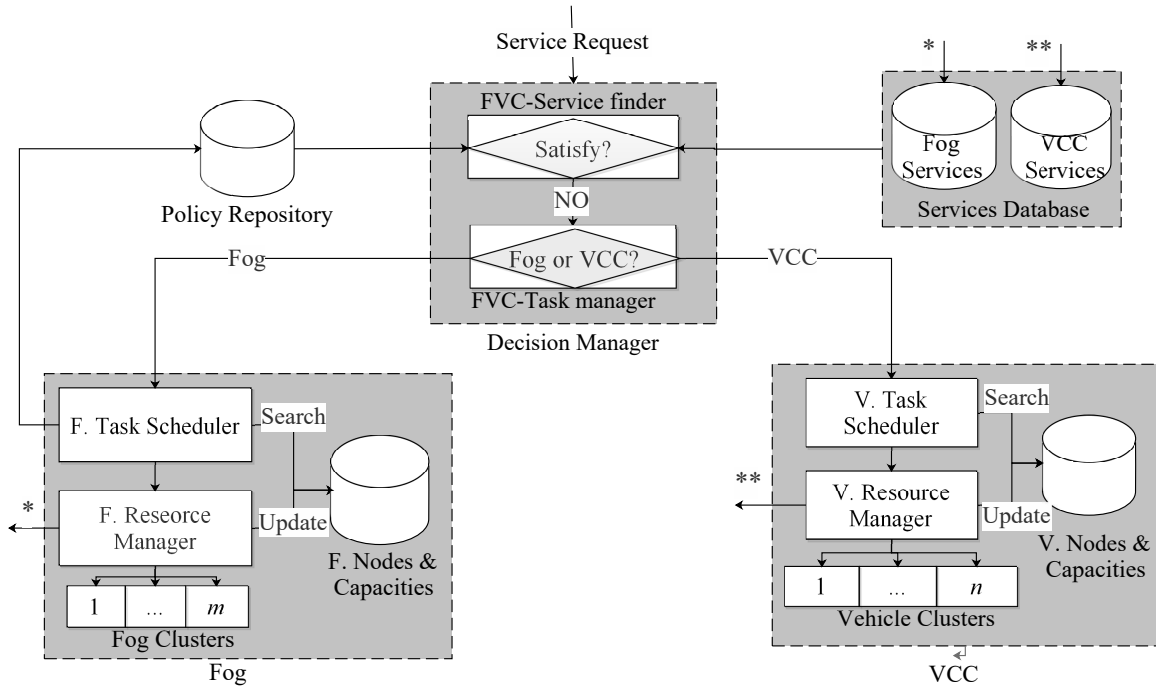 Service Request
*
**
FVC-Service finder
Satisfy?
Fog
Services
VCC
Services
Services Database
Policy Repository
NO
Fog
Fog or VCC?
VCC
FVC-Task manager
Decision Manager
F. Task Scheduler
Search
*
F. Reseorce
Manager
Update
F. Nodes &
Capacities
1
...
m
Fog Clusters
Fog
V. Task
Scheduler
Search
**
V. Resource
Manager
Update
V. Nodes &
Capacities
1
...
n
Vehicle Clusters
VCC